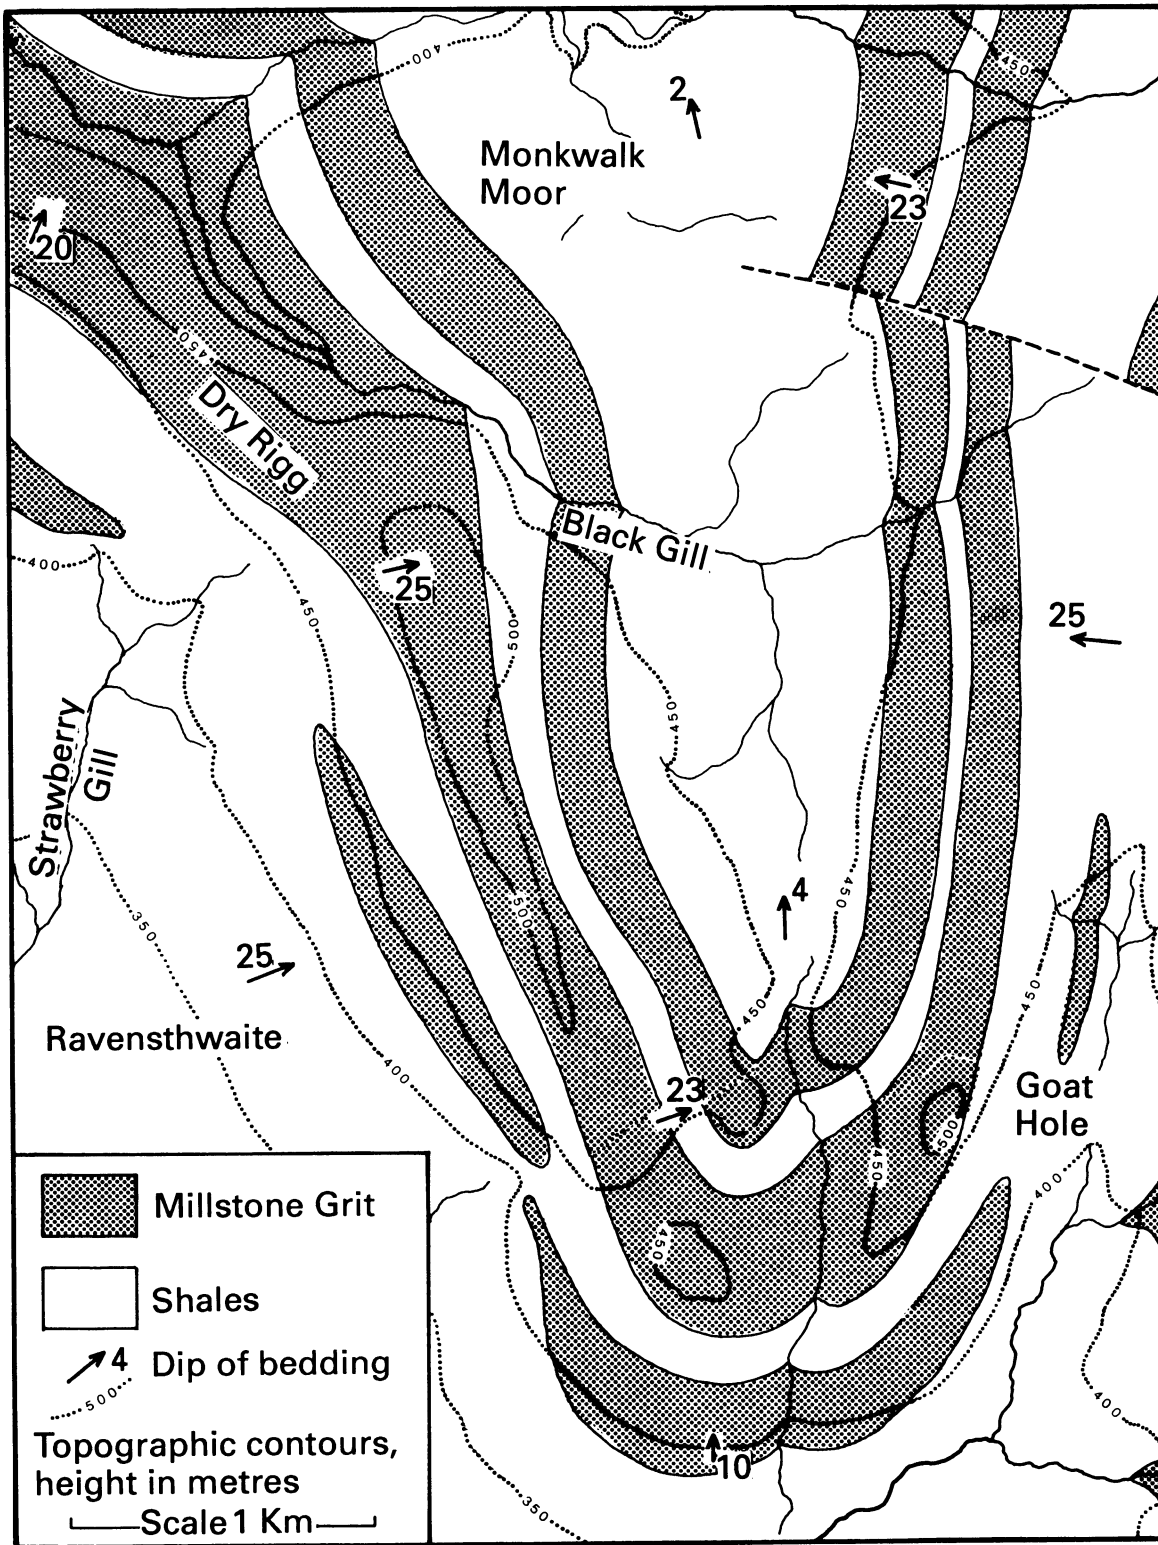 400
450
2
Monkwalk
Moor
23
20
450
Dry Rigg
Black Gill
400
25
450
500
25
450
Strawberry
Gill
4
450
500
350
25
450
450
Ravensthwaite
400
23
Goat
Hole
500
450
400
450
Millstone Grit
Shales
4
Dip of bedding
500
400
Topographic contours,
height in metres
10
Scale 1 Km
350